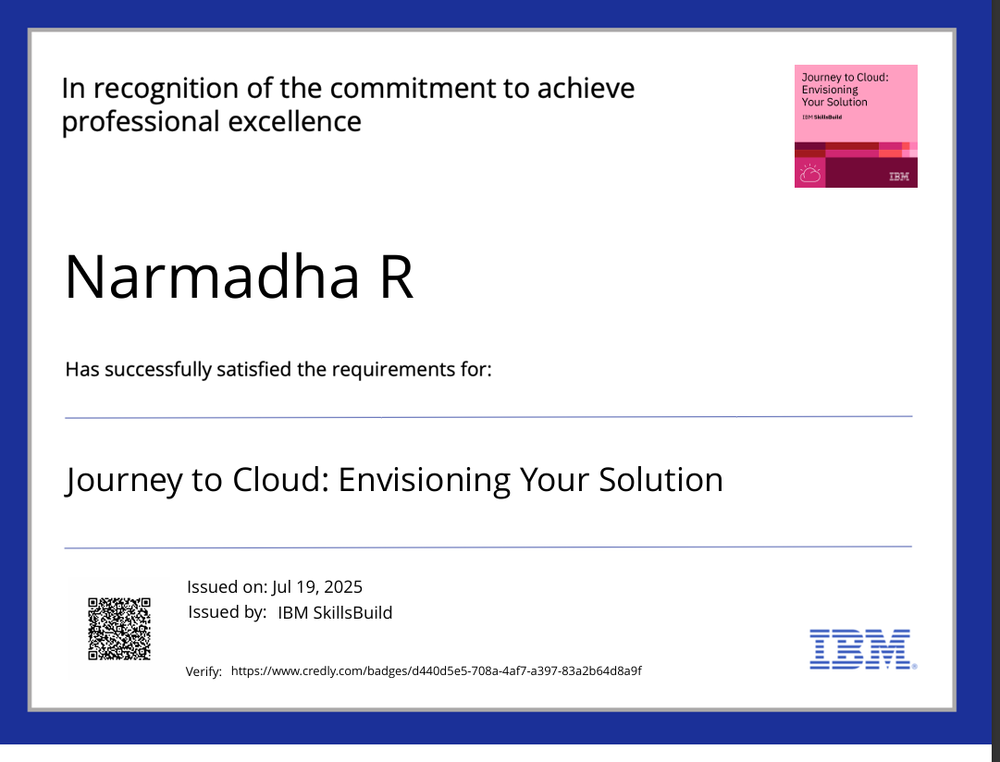 In recognition of the commitment to achieve
professional excellence
Journey to Cloud:
Envisioning
Your Solution
IBM SkillsBuild
IBM
Narmadha R
Has successfully satisfied the requirements for:
Journey to Cloud: Envisioning Your Solution
Issued on: Jul 19, 2025
Issued by: IBM SkillsBuild
Verify: https://www.credly.com/badges/d440d5e5-708a-4af7-a397-83a2b64d8a9f
IBM®